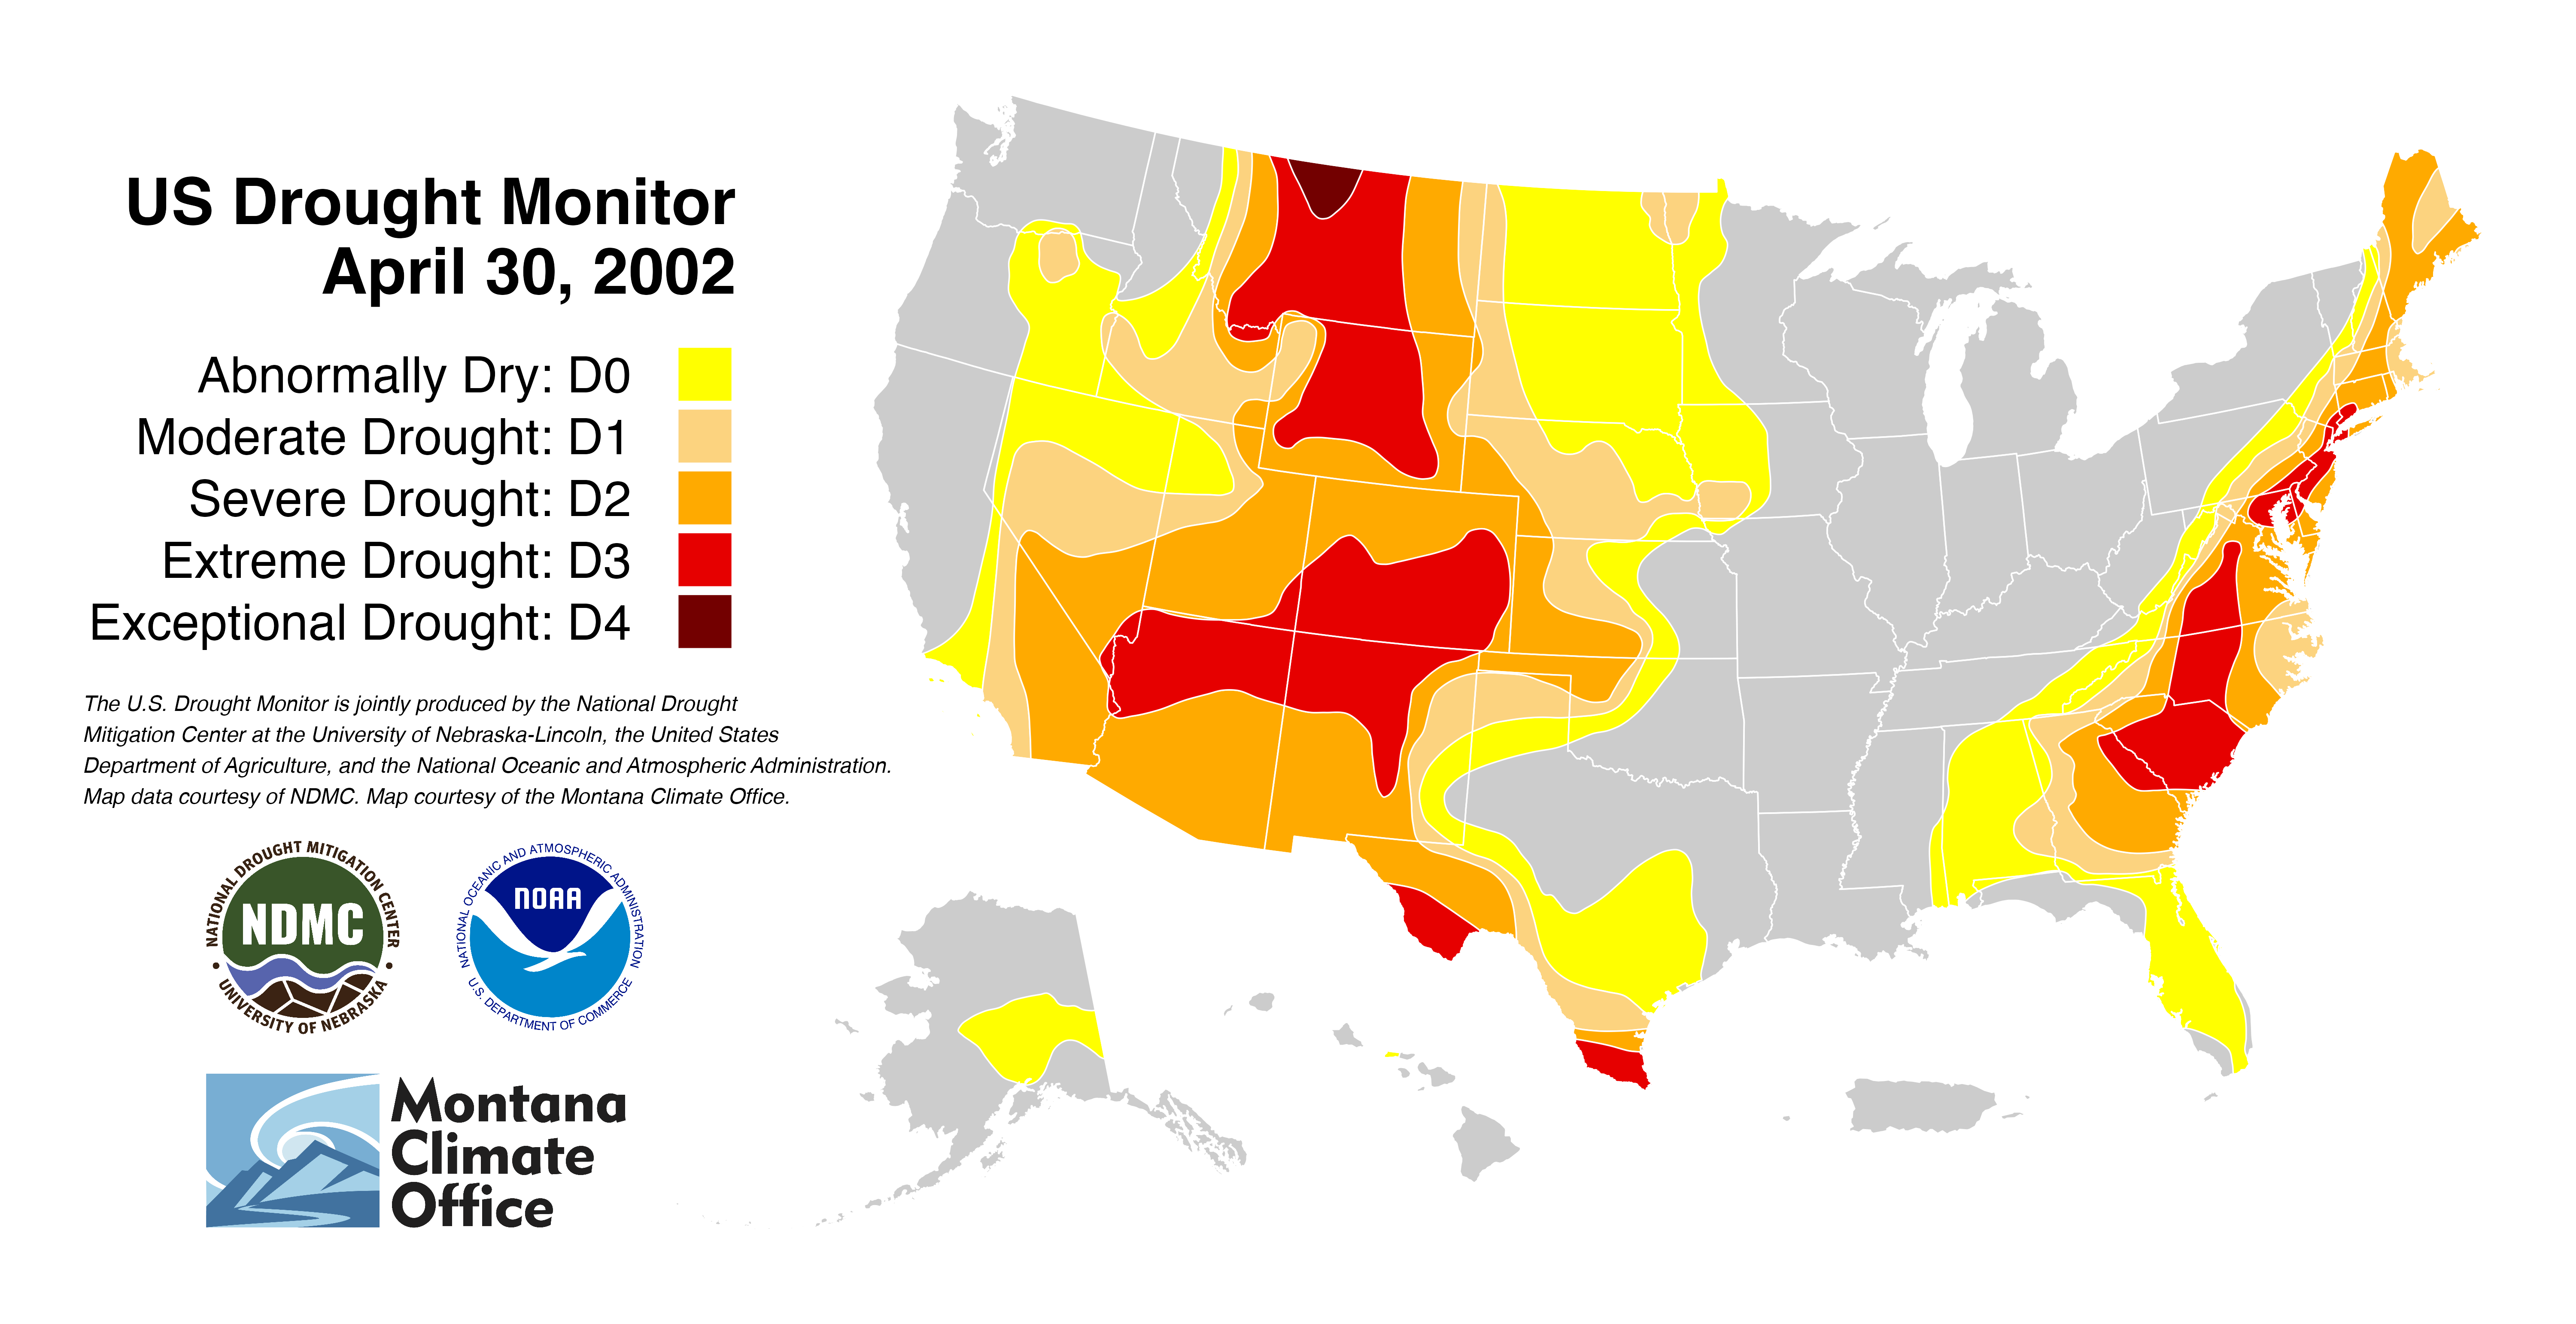 US Drought Monitor
April 30, 2002
Abnormally Dry: D0
Moderate Drought: D1
Severe Drought: D2
Extreme Drought: D3
Exceptional Drought: D4
The U.S. Drought Monitor is jointly produced by the National Drought
Mitigation Center at the University of Nebraska-Lincoln, the United States
Department of Agriculture, and the National Oceanic and Atmospheric Administration.
Map data courtesy of NDMC. Map courtesy of the Montana Climate Office.
NATIONAL DROUGHT MITIGATION CENTER
NDMC
UNIVERSITY OF NEBRASKA
NATIONAL OCEANIC AND ATMOSPHERIC ADMINISTRATION
NOAA
U.S. DEPARTMENT OF COMMERCE
Montana
Climate
Office